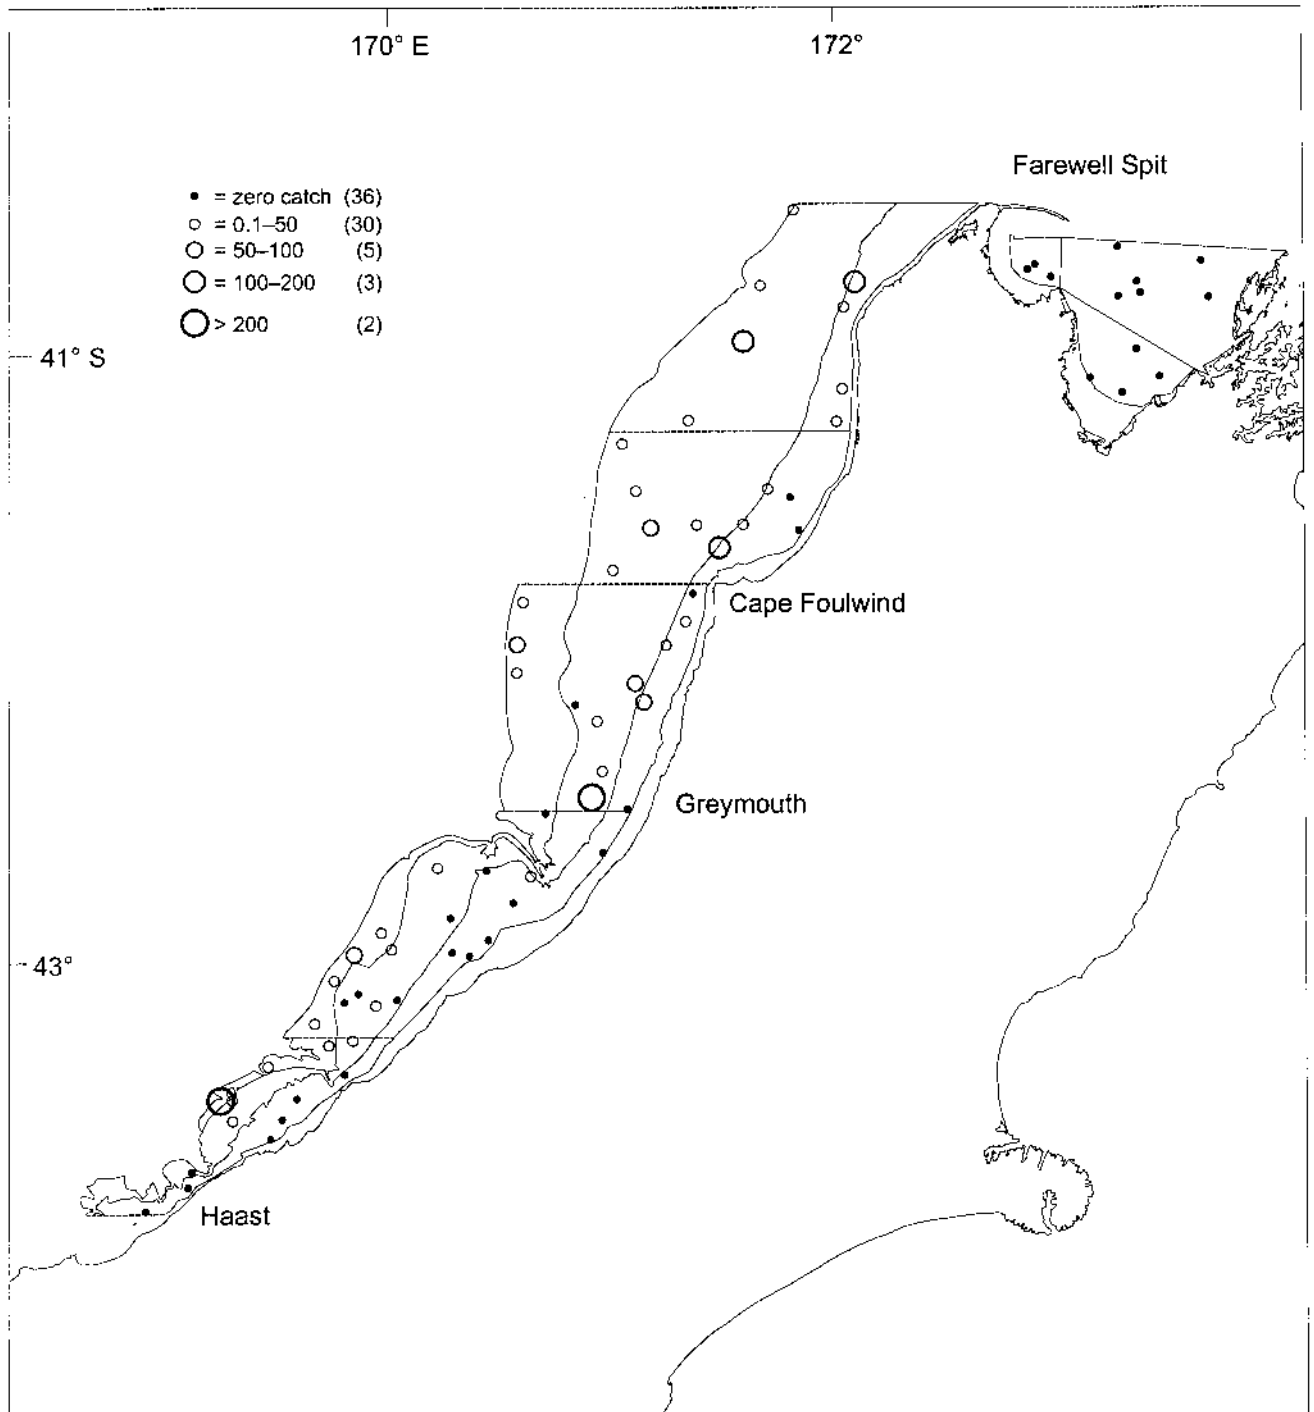 170° E
172°
Farewell Spit
• = zero catch (36)
○ = 0.1–50 (30)
○ = 50–100 (5)
○ = 100–200 (3)
○ > 200 (2)
41° S
Cape Foulwind
Greymouth
43°
Haast